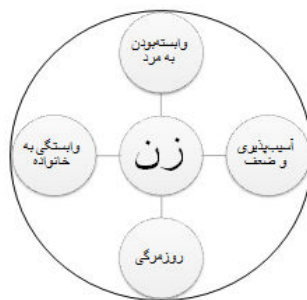 وابسته‌بودن
به مرد
آسیب‌پذیری
و ضعف
زن
وابستگی به
خانواده
روزمرگی